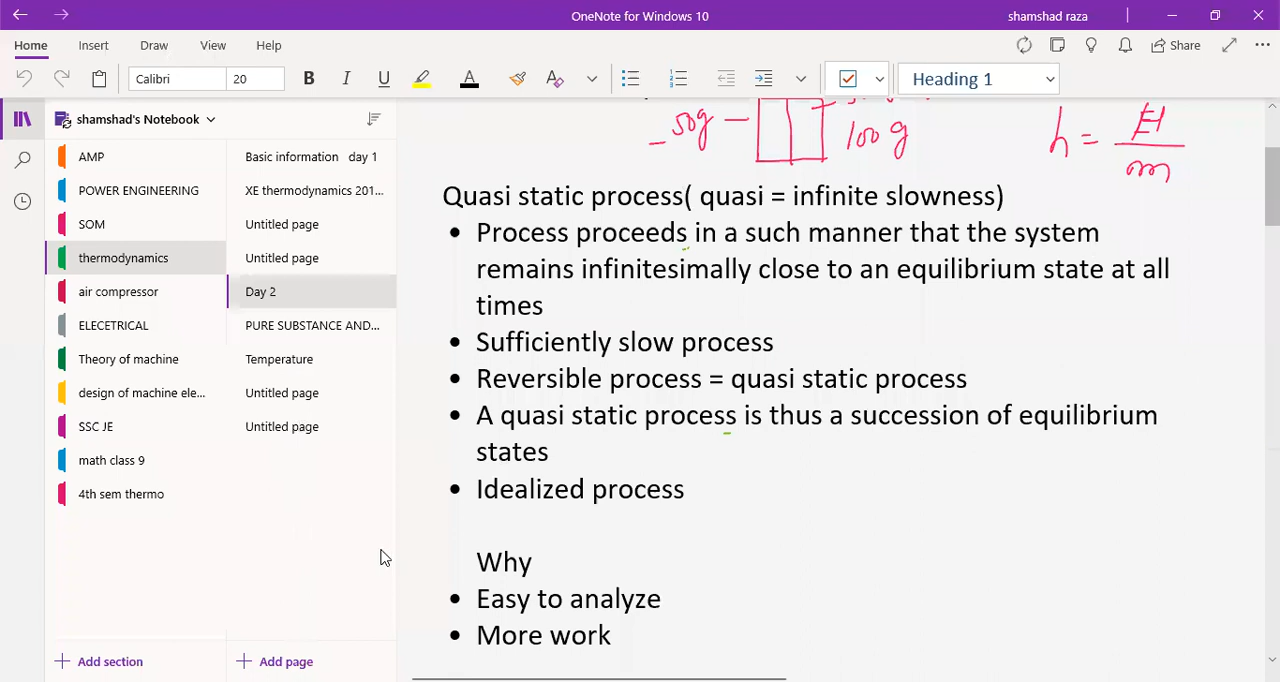 OneNote for Windows 10
shamshad raza
Home Insert Draw View Help
Share
Calibri 20 B I U A A Heading 1
shamshad's Notebook
AMP
POWER ENGINEERING
SOM
thermodynamics
air compressor
ELECETRICAL
Theory of machine
design of machine ele...
SSC JE
math class 9
4th sem thermo
Add section
Basic information day 1
XE thermodynamics 201...
Untitled page
Untitled page
Day 2
PURE SUBSTANCE AND...
Temperature
Untitled page
Untitled page
Add page
50g
100 g
h = H
m
Quasi static process( quasi = infinite slowness)
• Process proceeds in a such manner that the system
remains infinitesimally close to an equilibrium state at all
times
• Sufficiently slow process
• Reversible process = quasi static process
• A quasi static process is thus a succession of equilibrium
states
• Idealized process
Why
• Easy to analyze
• More work